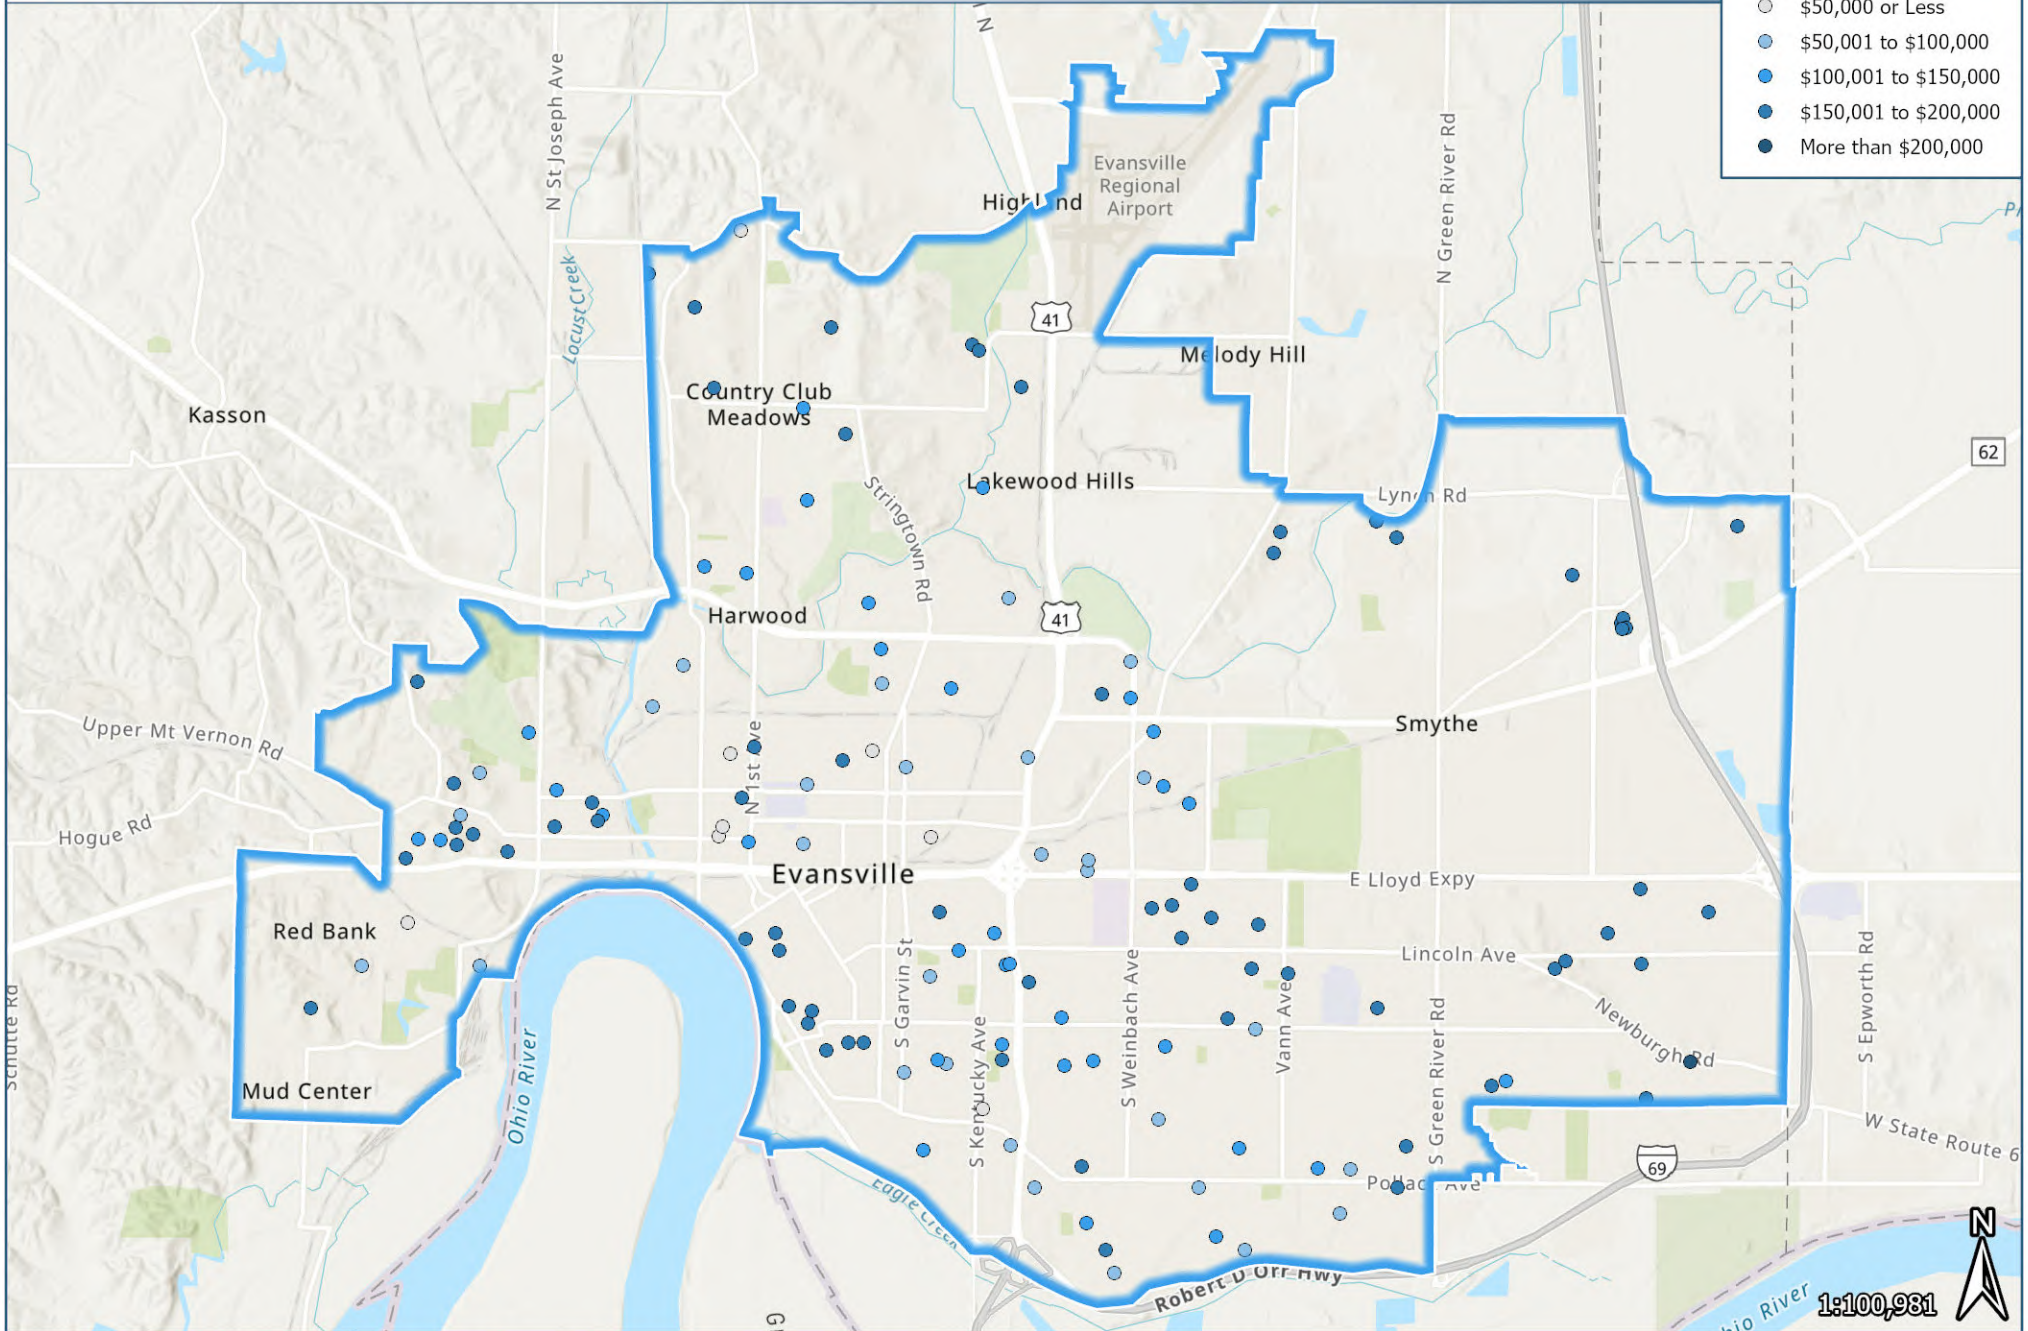 $50,000 or Less
$50,001 to $100,000
$100,001 to $150,000
$150,001 to $200,000
More than $200,000
N
N St Joseph Ave
Evansville
Regional
Airport
Highland
N Green River Rd
Locust Creek
41
Melody Hill
Country Club
Meadows
Kasson
62
Lakewood Hills
Lynch Rd
Stringtown Rd
Harwood
41
Upper Mt Vernon Rd
Smythe
N 1st Ave
Hogue Rd
Evansville
E Lloyd Expy
Red Bank
Lincoln Ave
S Garvin St
S Weinbach Ave
Vann Ave
S Green River Rd
Newburgh Rd
S Epworth Rd
Schutte Rd
S Kentucky Ave
Ohio River
Mud Center
W State Route 6
69
Pollack Ave
Eagle Creek
Robert D Orr Hwy
N
1:100,981
Ohio River